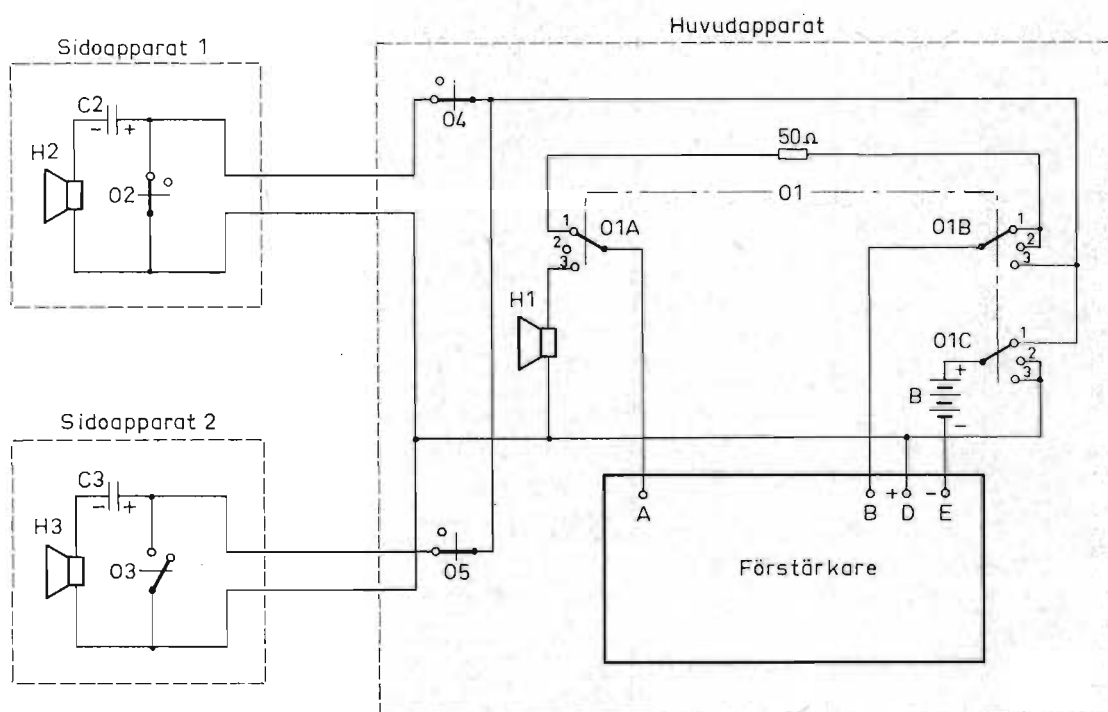 Huvudapparat
Sidoapparat 1
C2
- +
H2
O2
O4
50Ω
O1
1
2
3
O1A
O1B
1
2
3
H1
O1C
1
2
3
+
B
-
Sidoapparat 2
C3
- +
H3
O3
O5
A
B
+
D
-
E
Förstärkare